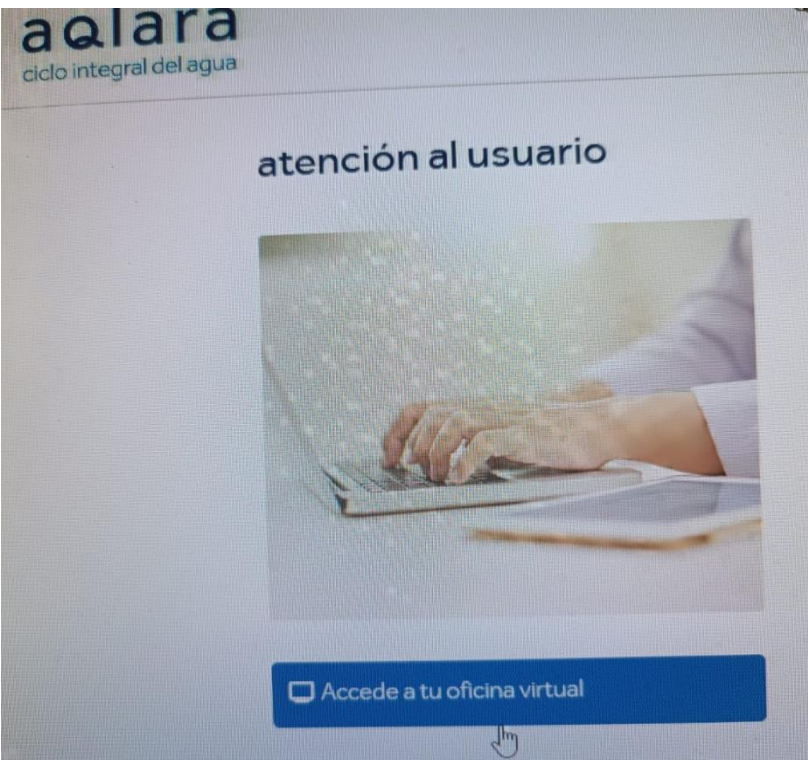 aqlara
ciclo integral del agua
atención al usuario
Accede a tu oficina virtual